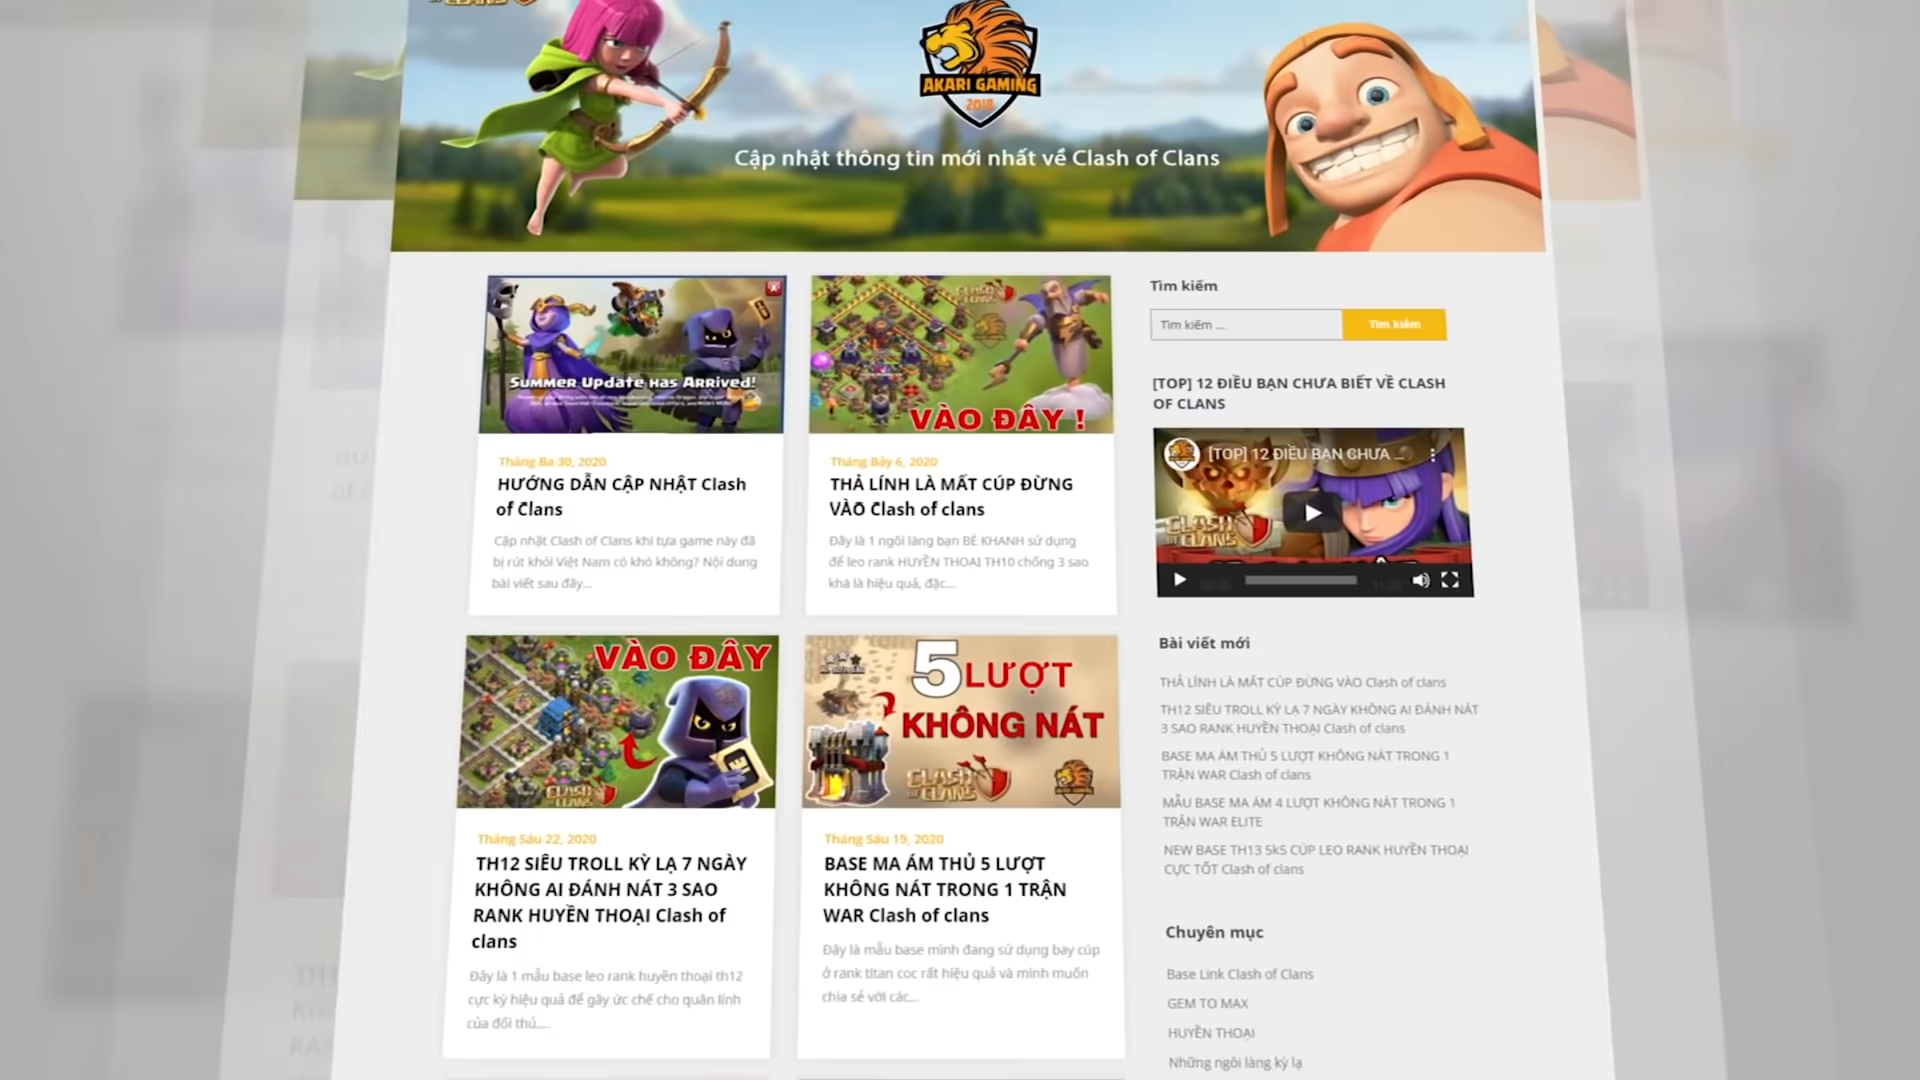 AKARI GAMING
2018
Cập nhật thông tin mới nhất về Clash of Clans
SUMMER UPDATE HAS ARRIVED!
Tháng Ba 30, 2020
HƯỚNG DẪN CẬP NHẬT Clash
of Clans
Cập nhật Clash of Clans khi tựa game này đã
bị rút khỏi Việt Nam có khó không? Nội dung
bài viết sau đây...
VÀO ĐÂY !
Tháng Bảy 6, 2020
THẢ LÍNH LÀ MẤT CÚP ĐỪNG
VÀO Clash of clans
Đây là 1 ngôi làng bạn BÉ KHANH sử dụng
để leo rank HUYỀN THOẠI TH10 chống 3 sao
khá là hiệu quả, đặc...
VÀO ĐÂY
CLASH OF CLANS
Tháng Sáu 22, 2020
TH12 SIÊU TROLL KỲ LẠ 7 NGÀY
KHÔNG AI ĐÁNH NÁT 3 SAO
RANK HUYỀN THOẠI Clash of
clans
Đây là 1 mẫu base leo rank huyền thoại th12
cực kỳ hiệu quả để gây ức chế cho quân lính
của đối thủ....
5 LƯỢT
KHÔNG NÁT
CLASH OF CLANS
Tháng Sáu 19, 2020
BASE MA ÁM THỦ 5 LƯỢT
KHÔNG NÁT TRONG 1 TRẬN
WAR Clash of clans
Đây là mẫu base mình đang sử dụng bay cúp
ở rank titan coc rất hiệu quả và mình muốn
chia sẻ với các...
Tìm kiếm
Tìm kiếm ...
Tìm kiếm
[TOP] 12 ĐIỀU BẠN CHƯA BIẾT VỀ CLASH
OF CLANS
[TOP] 12 ĐIỀU BẠN CHƯA ...
CLASH OF CLANS
Bài viết mới
THẢ LÍNH LÀ MẤT CÚP ĐỪNG VÀO Clash of clans
TH12 SIÊU TROLL KỲ LẠ 7 NGÀY KHÔNG AI ĐÁNH NÁT
3 SAO RANK HUYỀN THOẠI Clash of clans
BASE MA ÁM THỦ 5 LƯỢT KHÔNG NÁT TRONG 1
TRẬN WAR Clash of clans
MẪU BASE MA ÁM 4 LƯỢT KHÔNG NÁT TRONG 1
TRẬN WAR ELITE
NEW BASE TH13 5k5 CÚP LEO RANK HUYỀN THOẠI
CỰC TỐT Clash of clans
Chuyên mục
Base Link Clash of Clans
GEM TO MAX
HUYỀN THOẠI
Những ngôi làng kỳ lạ